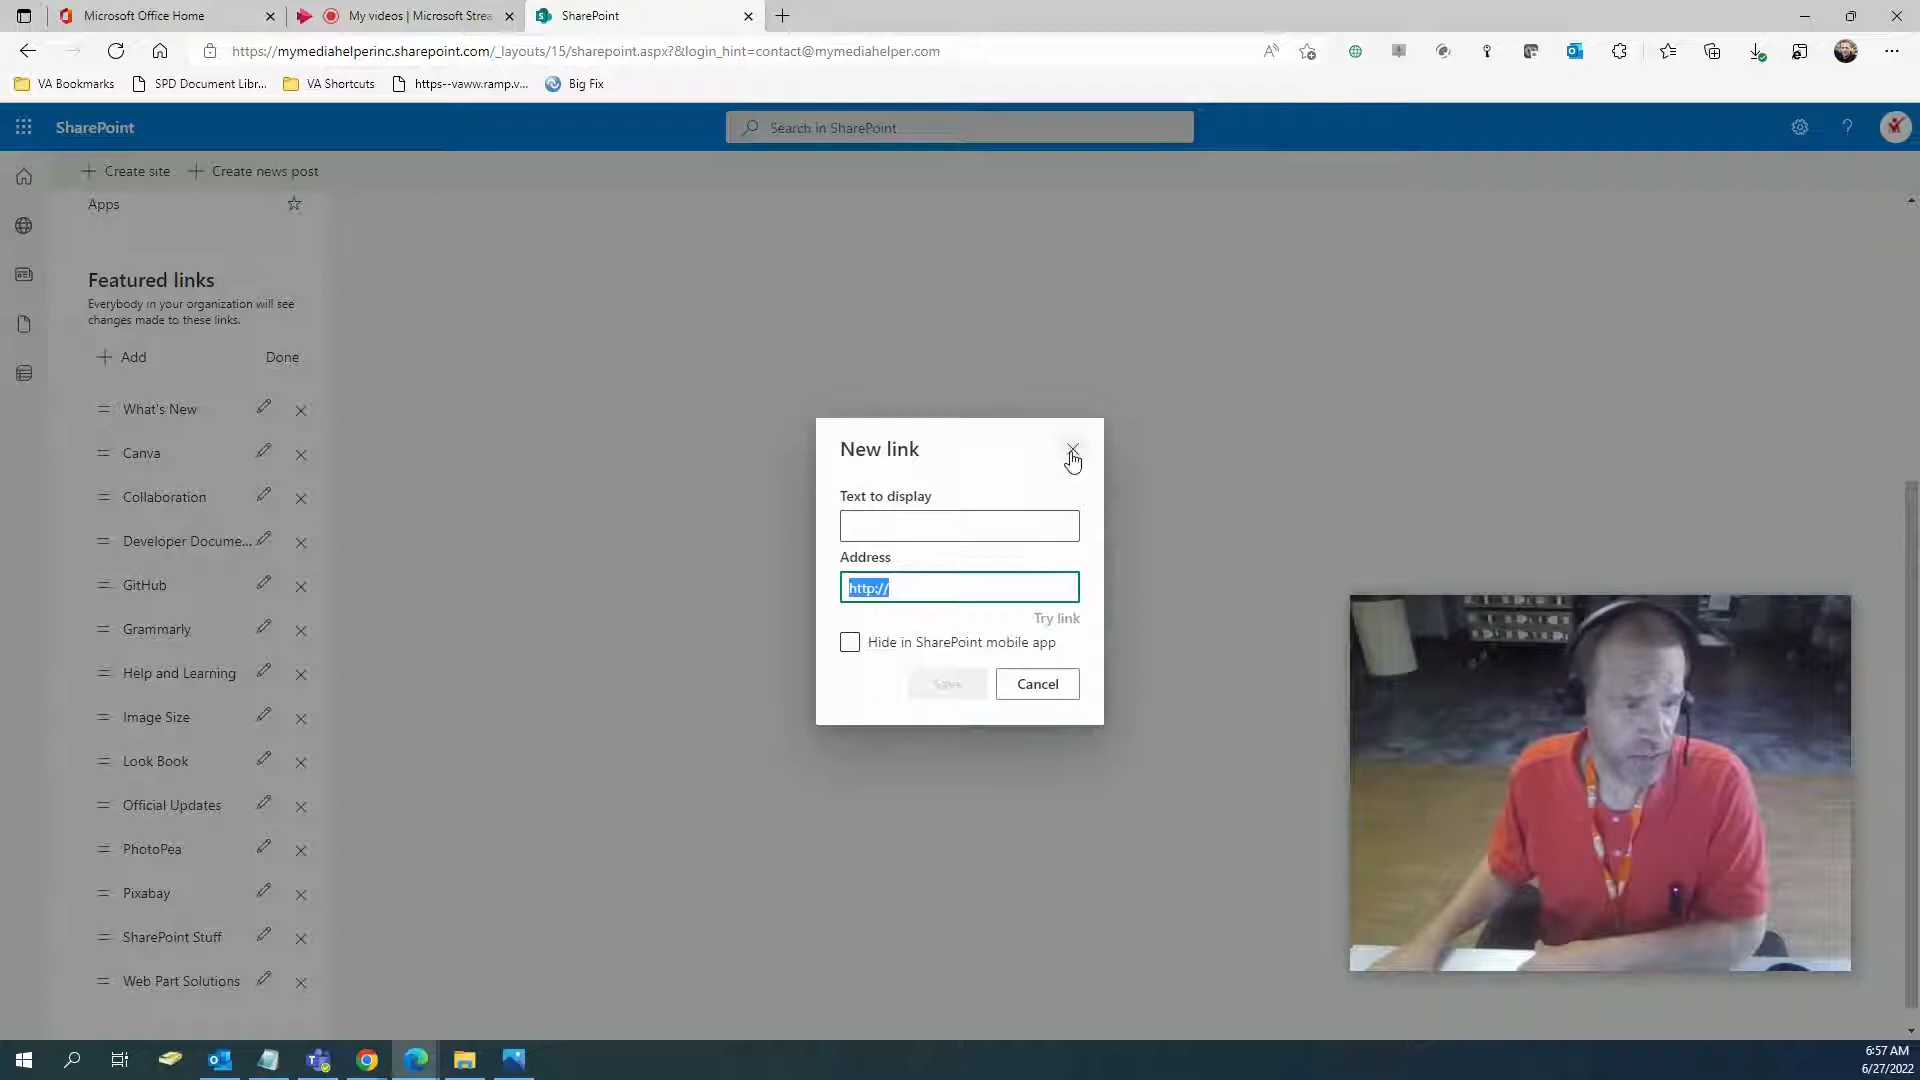 Microsoft Office Home
My videos | Microsoft Strea
SharePoint
https://mymediahelperinc.sharepoint.com/_layouts/15/sharepoint.aspx?&login_hint=contact@mymediahelper.com
VA Bookmarks
SPD Document Libr...
VA Shortcuts
https--vaww.ramp.v...
Big Fix
SharePoint
Search in SharePoint
Create site
Create news post
Apps
Featured links
Everybody in your organization will see
changes made to these links.
Add
Done
What's New
Canva
Collaboration
Developer Docume...
GitHub
Grammarly
Help and Learning
Image Size
Look Book
Official Updates
PhotoPea
Pixabay
SharePoint Stuff
Web Part Solutions
New link
Text to display
Address
http://
Try link
Hide in SharePoint mobile app
Save
Cancel
6:57 AM
6/27/2022